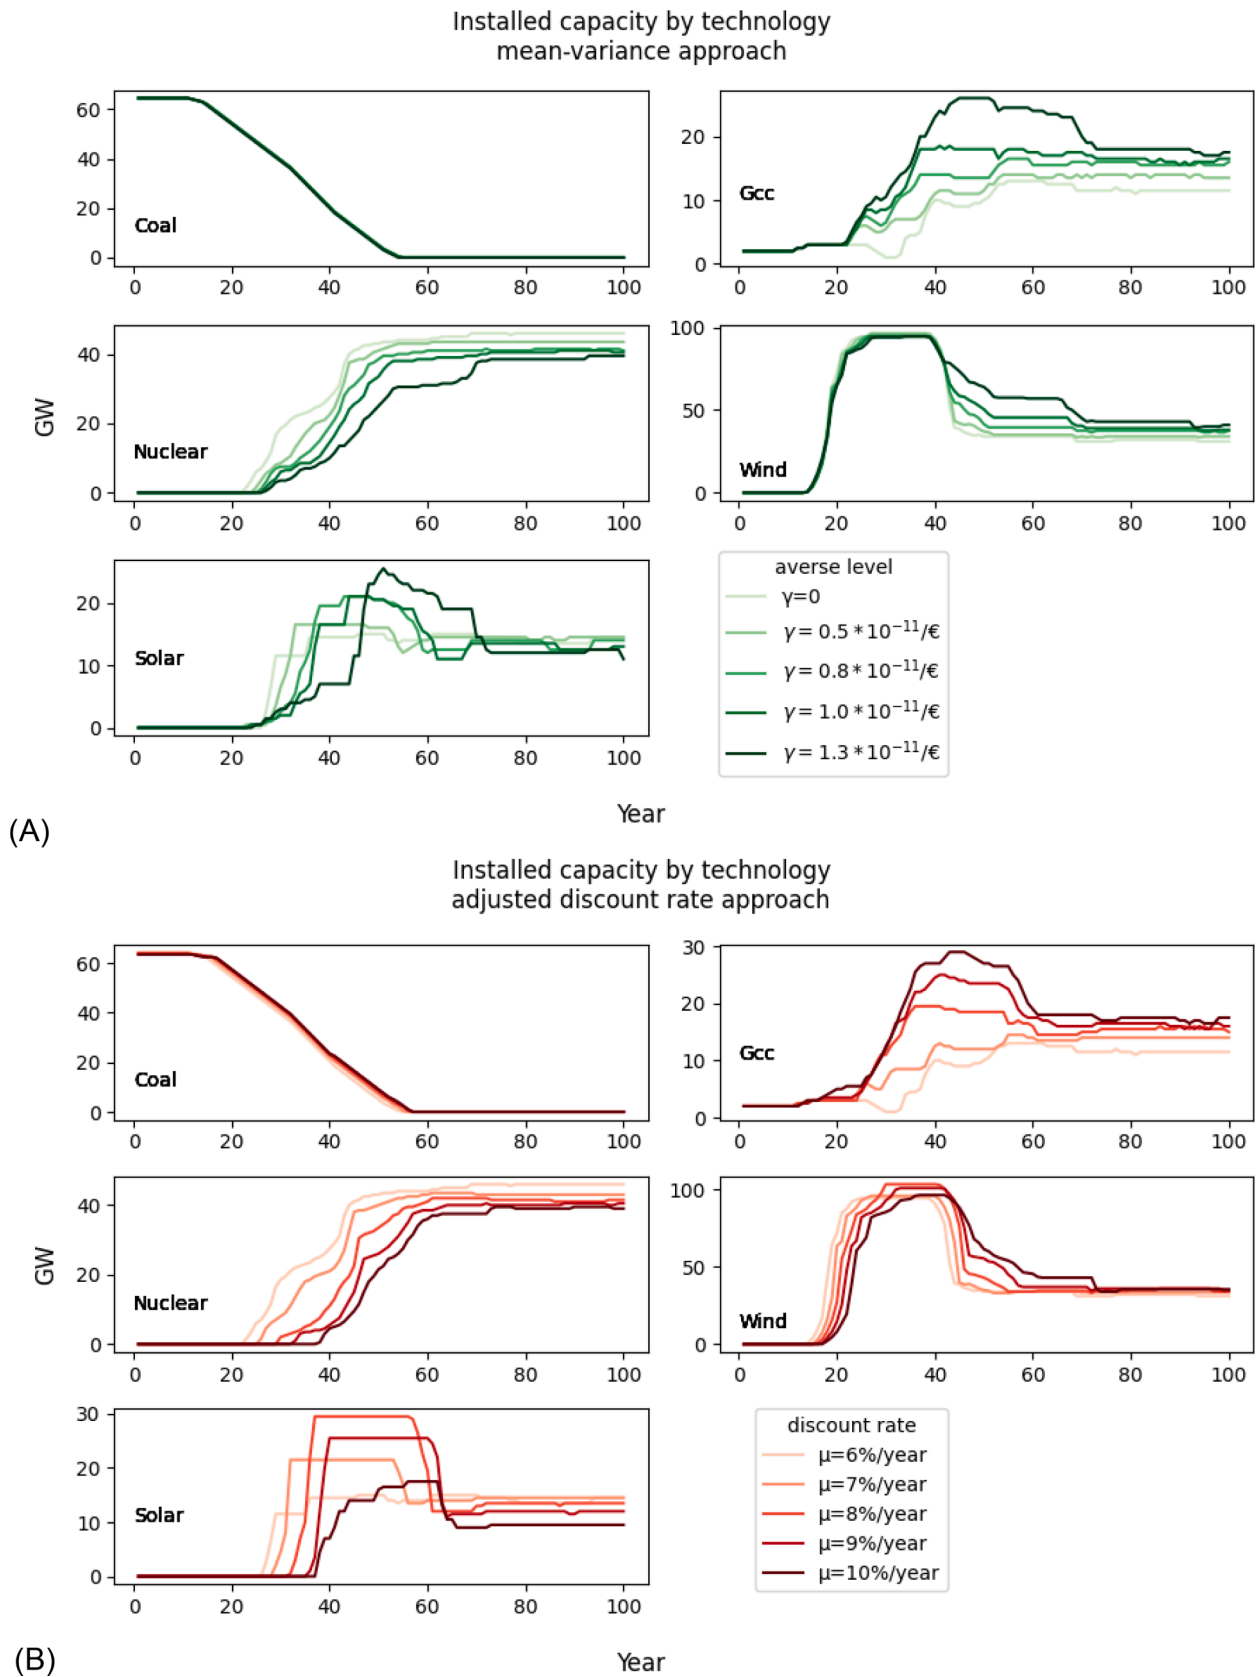 Installed capacity by technology
mean-variance approach
60
40
20
0
Coal
0 20 40 60 80 100
20
10
0
Gcc
0 20 40 60 80 100
40
20
0
Nuclear
0 20 40 60 80 100
100
50
0
Wind
0 20 40 60 80 100
GW
20
10
0
Solar
0 20 40 60 80 100
averse level
γ=0
γ = 0.5 * 10⁻¹¹/€
γ = 0.8 * 10⁻¹¹/€
γ = 1.0 * 10⁻¹¹/€
γ = 1.3 * 10⁻¹¹/€
Year
(A)
Installed capacity by technology
adjusted discount rate approach
60
40
20
0
Coal
0 20 40 60 80 100
30
20
10
0
Gcc
0 20 40 60 80 100
40
20
0
Nuclear
0 20 40 60 80 100
100
50
0
Wind
0 20 40 60 80 100
GW
30
20
10
0
Solar
0 20 40 60 80 100
discount rate
μ=6%/year
μ=7%/year
μ=8%/year
μ=9%/year
μ=10%/year
Year
(B)